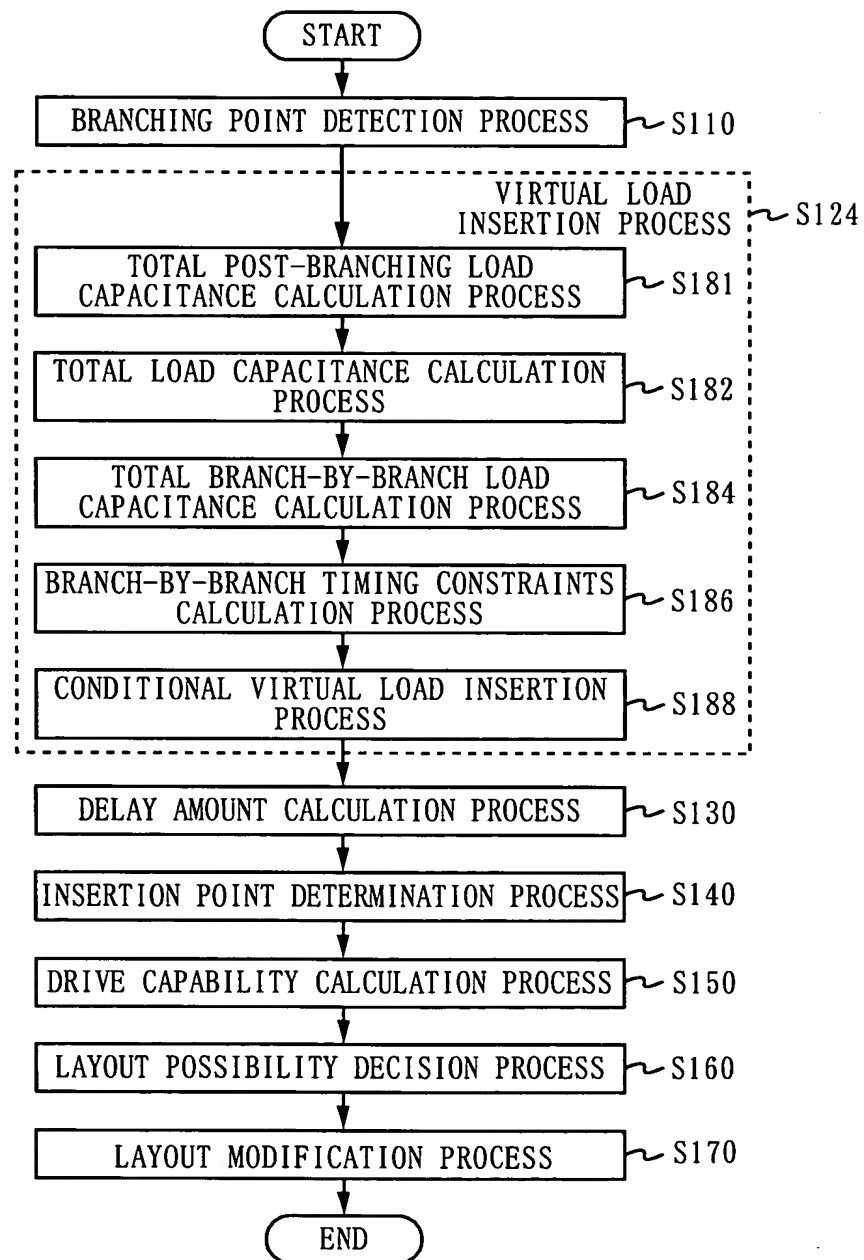 START
BRANCHING POINT DETECTION PROCESS
S110
VIRTUAL LOAD
INSERTION PROCESS
S124
TOTAL POST-BRANCHING LOAD
CAPACITANCE CALCULATION PROCESS
S181
TOTAL LOAD CAPACITANCE CALCULATION
PROCESS
S182
TOTAL BRANCH-BY-BRANCH LOAD
CAPACITANCE CALCULATION PROCESS
S184
BRANCH-BY-BRANCH TIMING CONSTRAINTS
CALCULATION PROCESS
S186
CONDITIONAL VIRTUAL LOAD INSERTION
PROCESS
S188
DELAY AMOUNT CALCULATION PROCESS
S130
INSERTION POINT DETERMINATION PROCESS
S140
DRIVE CAPABILITY CALCULATION PROCESS
S150
LAYOUT POSSIBILITY DECISION PROCESS
S160
LAYOUT MODIFICATION PROCESS
S170
END